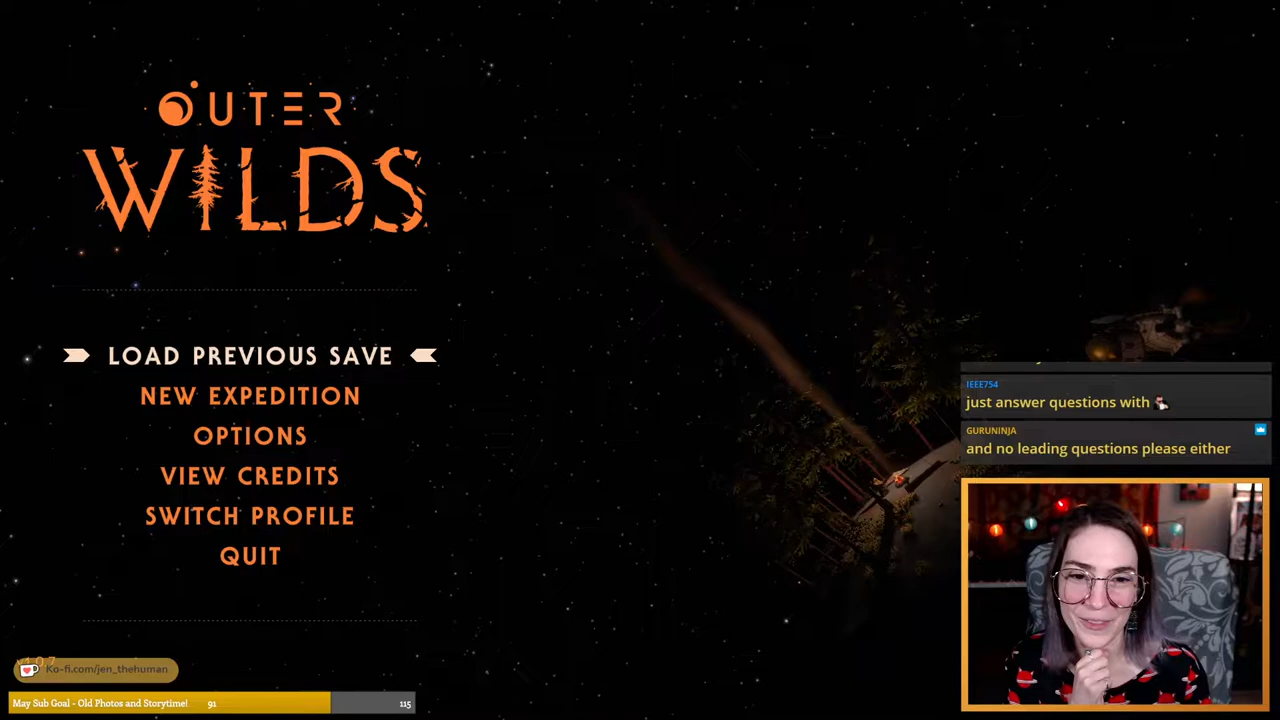 OUTER
WILDS
LOAD PREVIOUS SAVE
NEW EXPEDITION
OPTIONS
VIEW CREDITS
SWITCH PROFILE
QUIT
IEEE754
just answer questions with
GURUNINJA
and no leading questions please either
Ko-fi.com/jen_thehuman
May Sub Goal - Old Photos and Storytime! 91 115